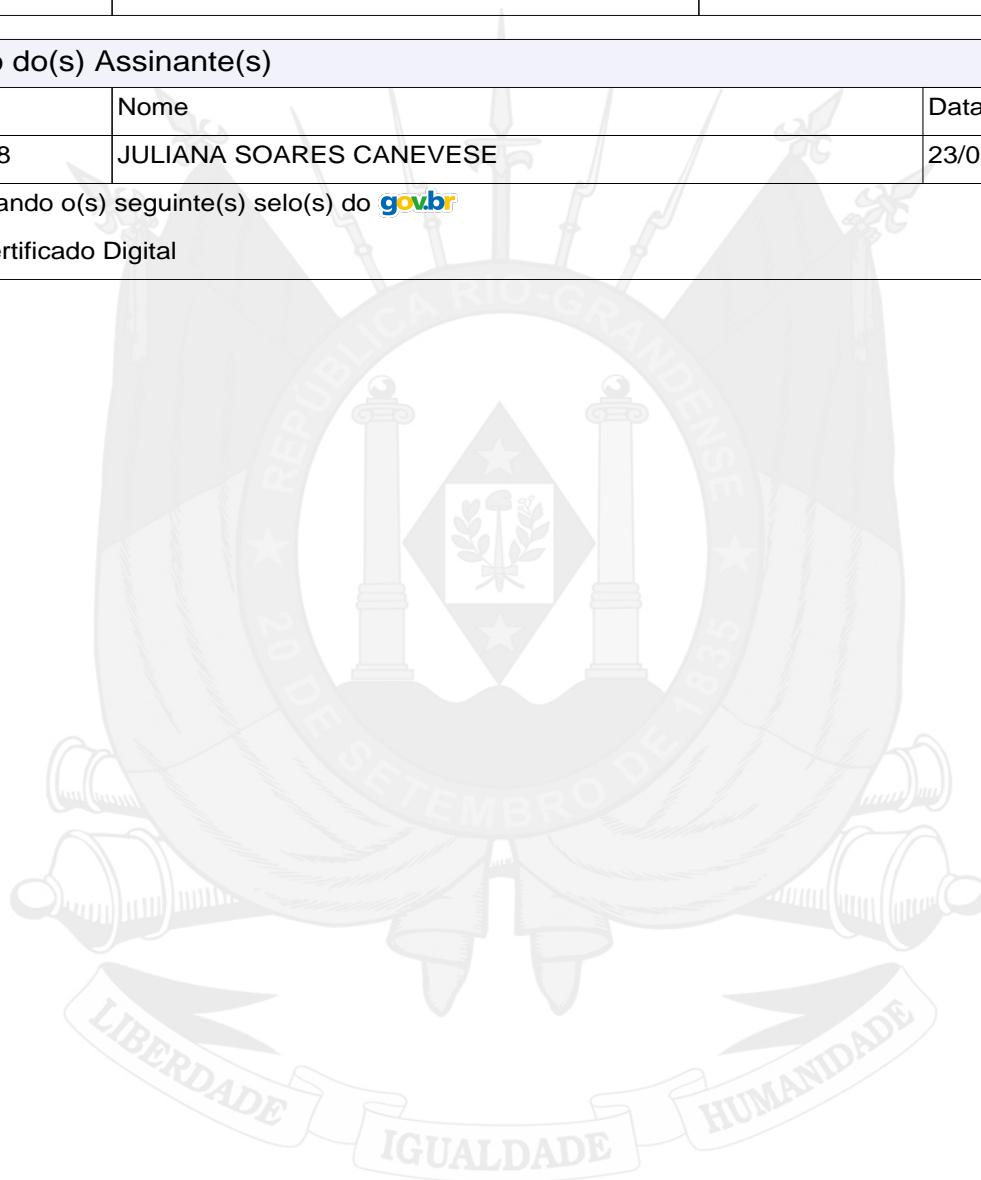 o do(s) Assinante(s)
Nome Data
8 JULIANA SOARES CANEVESE 23/0
ando o(s) seguinte(s) selo(s) do gov.br
rtificado Digital
REPÚBLICA RIO-GRANDENSE
20 DE SETEMBRO DE 1835
LIBERDADE IGUALDADE HUMANIDADE